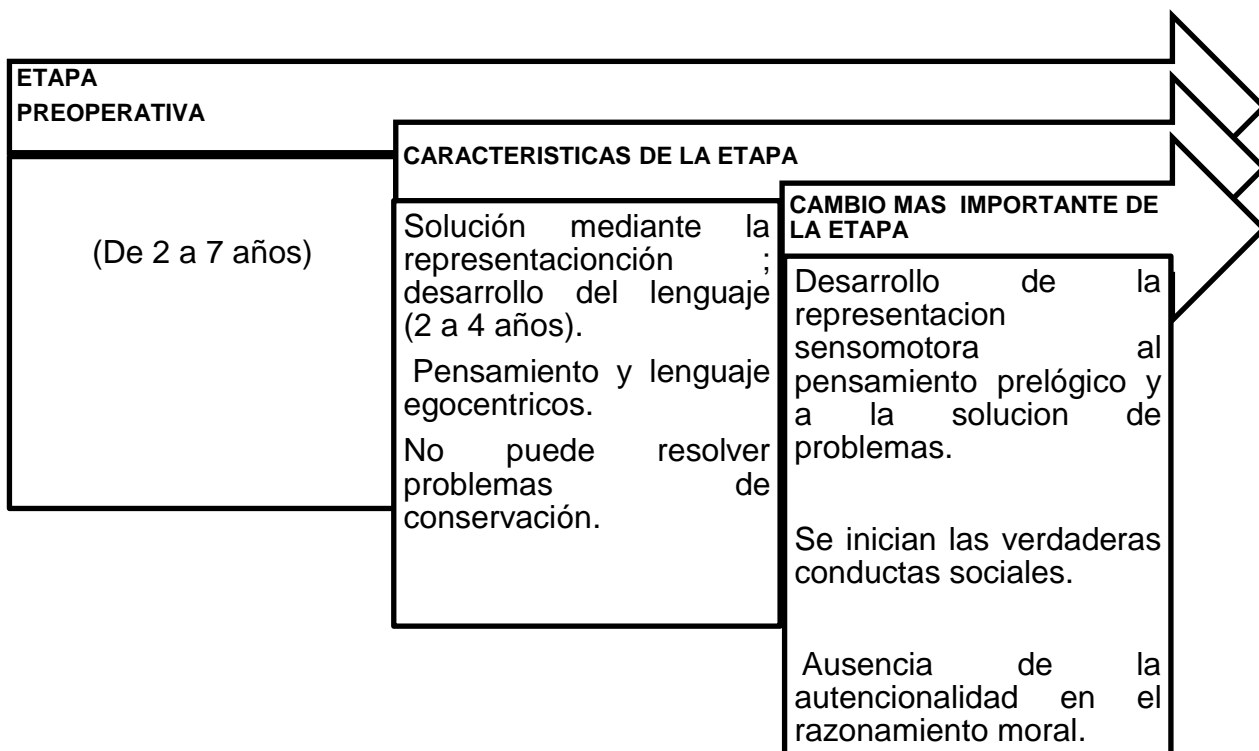 ETAPA
PREOPERATIVA
(De 2 a 7 años)
CARACTERISTICAS DE LA ETAPA
Solución mediante la
representacionción ;
desarrollo del lenguaje
(2 a 4 años).
Pensamiento y lenguaje
egocentricos.
No puede resolver
problemas de
conservación.
CAMBIO MAS IMPORTANTE DE
LA ETAPA
Desarrollo de la
representacion
sensomotora al
pensamiento prelógico y
a la solucion de
problemas.
Se inician las verdaderas
conductas sociales.
Ausencia de la
autencionalidad en el
razonamiento moral.